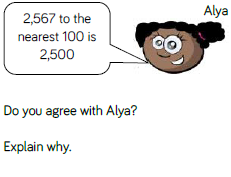 Alya
2,567 to the
nearest 100 is
2,500
Do you agree with Alya?
Explain why.